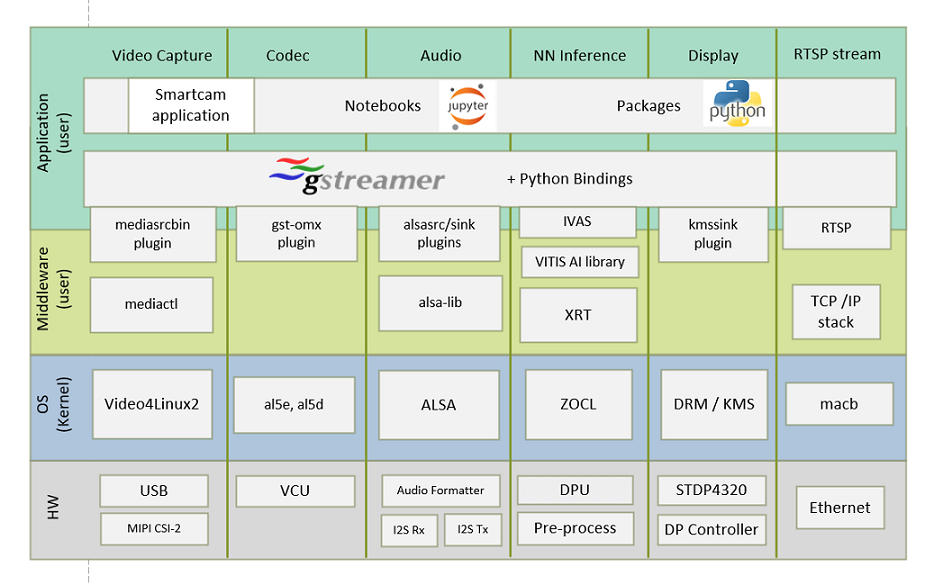 Video Capture
Codec
Audio
NN Inference
Display
RTSP stream
Application
(user)
Smartcam
application
Notebooks
jupyter
Packages
python
gstreamer
+ Python Bindings
mediasrcbin
plugin
gst-omx
plugin
alsasrc/sink
plugins
IVAS
kmssink
plugin
RTSP
Middleware
(user)
VITIS AI library
mediactl
alsa-lib
XRT
TCP /IP
stack
OS
(Kernel)
Video4Linux2
al5e, al5d
ALSA
ZOCL
DRM / KMS
macb
HW
USB
VCU
Audio Formatter
DPU
STDP4320
Ethernet
MIPI CSI-2
I2S Rx
I2S Tx
Pre-process
DP Controller